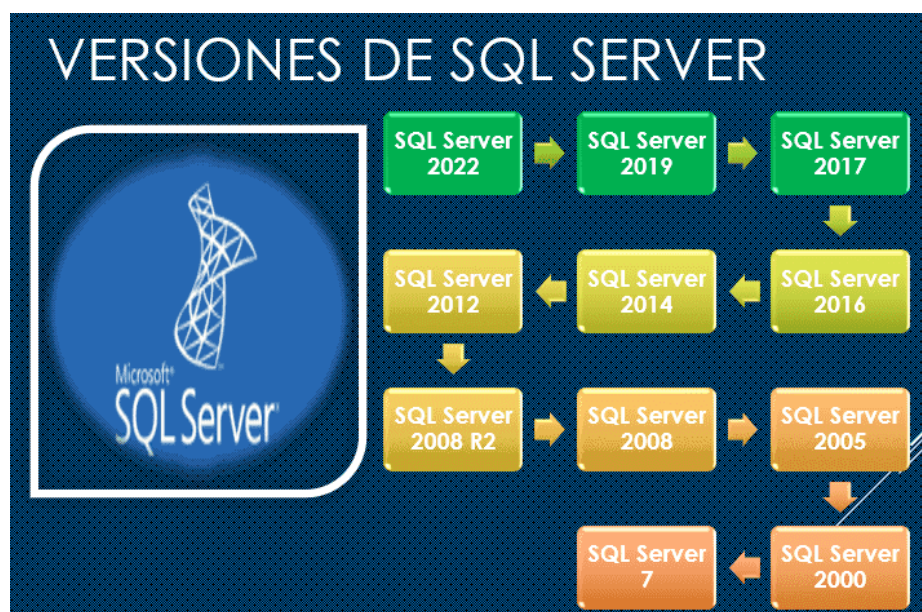 VERSIONES DE SQL SERVER
Microsoft®
SQL Server
SQL Server
2022
SQL Server
2019
SQL Server
2017
SQL Server
2016
SQL Server
2014
SQL Server
2012
SQL Server
2008 R2
SQL Server
2008
SQL Server
2005
SQL Server
2000
SQL Server
7